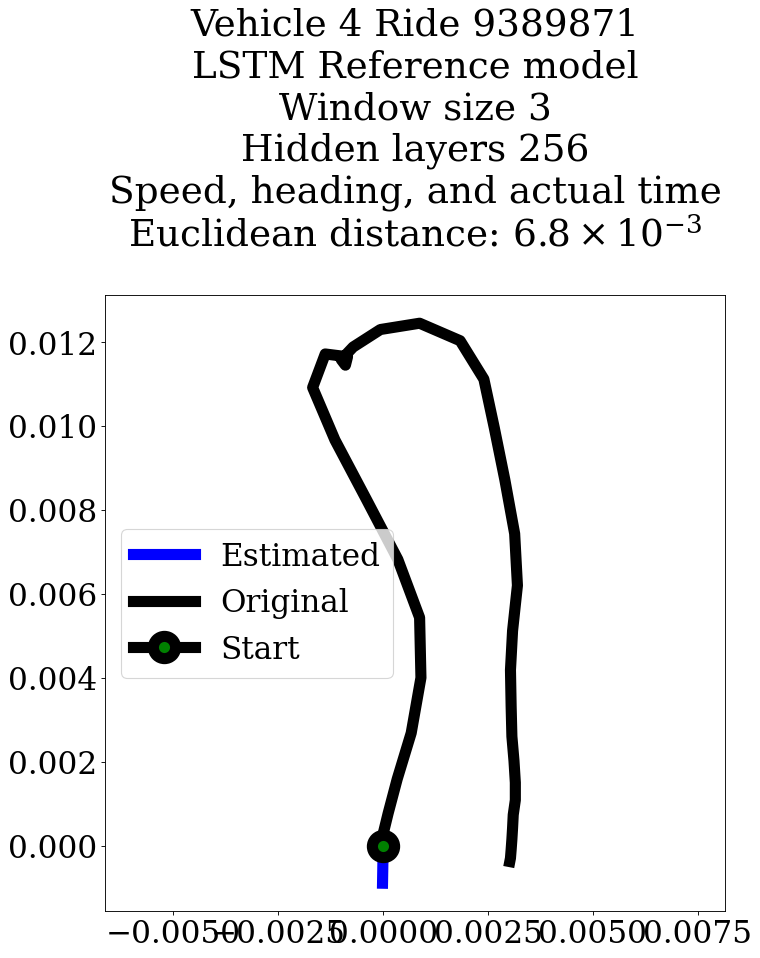 Vehicle 4 Ride 9389871
LSTM Reference model
Window size 3
Hidden layers 256
Speed, heading, and actual time
Euclidean distance: 6.8 × 10⁻³
0.012
0.010
0.008
0.006
0.004
0.002
0.000
Estimated
Original
Start
−0.0050 −0.0025 0.0000 0.0025 0.0050 0.0075